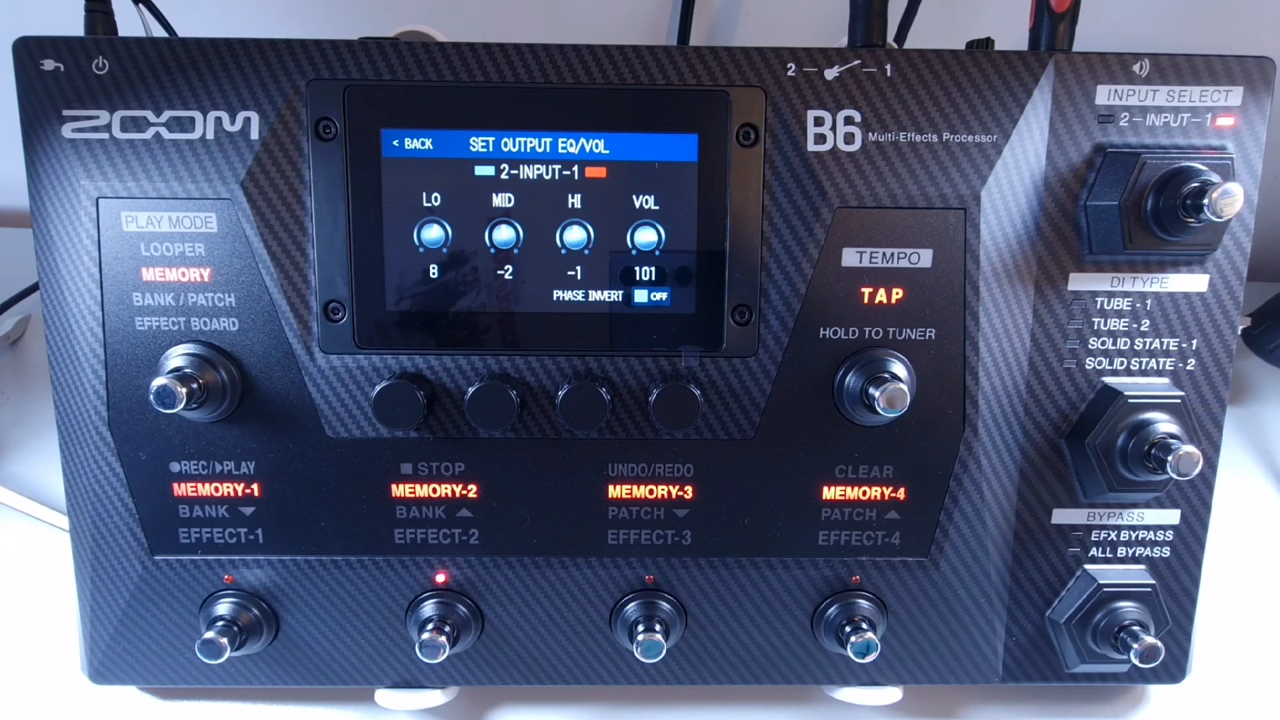 2 — — 1
INPUT SELECT
2 – INPUT – 1
ZOOM
B6 Multi-Effects Processor
< BACK SET OUTPUT EQ/VOL
2-INPUT-1
LO MID HI VOL
8 -2 -1 101
PHASE INVERT OFF
PLAY MODE
LOOPER
MEMORY
BANK / PATCH
EFFECT BOARD
TEMPO
TAP
HOLD TO TUNER
DI TYPE
TUBE - 1
TUBE - 2
SOLID STATE - 1
SOLID STATE - 2
●REC/▶PLAY ■STOP UNDO/REDO CLEAR
MEMORY-1 MEMORY-2 MEMORY-3 MEMORY-4
BANK ▼ BANK ▲ PATCH ▼ PATCH ▲
EFFECT-1 EFFECT-2 EFFECT-3 EFFECT-4
BYPASS
EFX BYPASS
ALL BYPASS